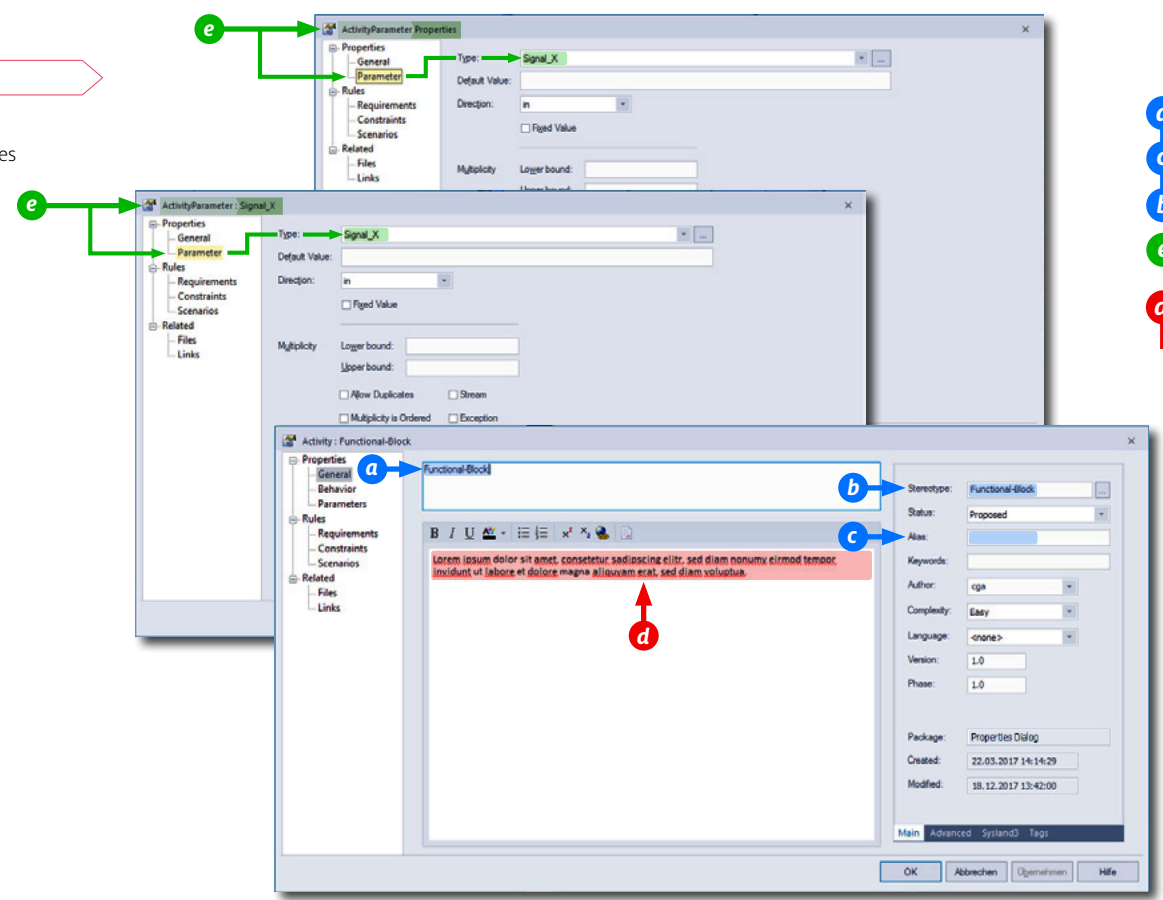 e
ActivityParameter Properties
Properties
General
Parameter
Rules
Requirements
Constraints
Scenarios
Related
Files
Links
Type:
Signal_X
...
Default Value:
Direction:
in
Fixed Value
Multiplicity
Lower bound:
Upper bound:
es
e
ActivityParameter : Signal_X
Properties
General
Parameter
Rules
Requirements
Constraints
Scenarios
Related
Files
Links
Type:
Signal_X
...
Default Value:
Direction:
in
Fixed Value
Multiplicity
Lower bound:
Upper bound:
Allow Duplicates
Stream
Multiplicity is Ordered
Exception
Activity : Functional-Block
Properties
General
Behavior
Parameters
Rules
Requirements
Constraints
Scenarios
Related
Files
Links
a
Functional-Block
B I U A x² X₂
Lorem ipsum dolor sit amet, consetetur sadipscing elitr, sed diam nonumy eirmod tempor
invidunt ut labore et dolore magna aliquyam erat, sed diam voluptua.
d
b
Stereotype: Functional-Block ...
Status: Proposed
c
Alias:
Keywords:
Author: cga
Complexity: Easy
Language: <none>
Version: 1.0
Phase: 1.0
Package: Properties Dialog
Created: 22.03.2017 14:14:29
Modified: 18.12.2017 13:42:00
Main Advanced Sysland3 Tags
OK Abbrechen Übernehmen Hilfe
b
e